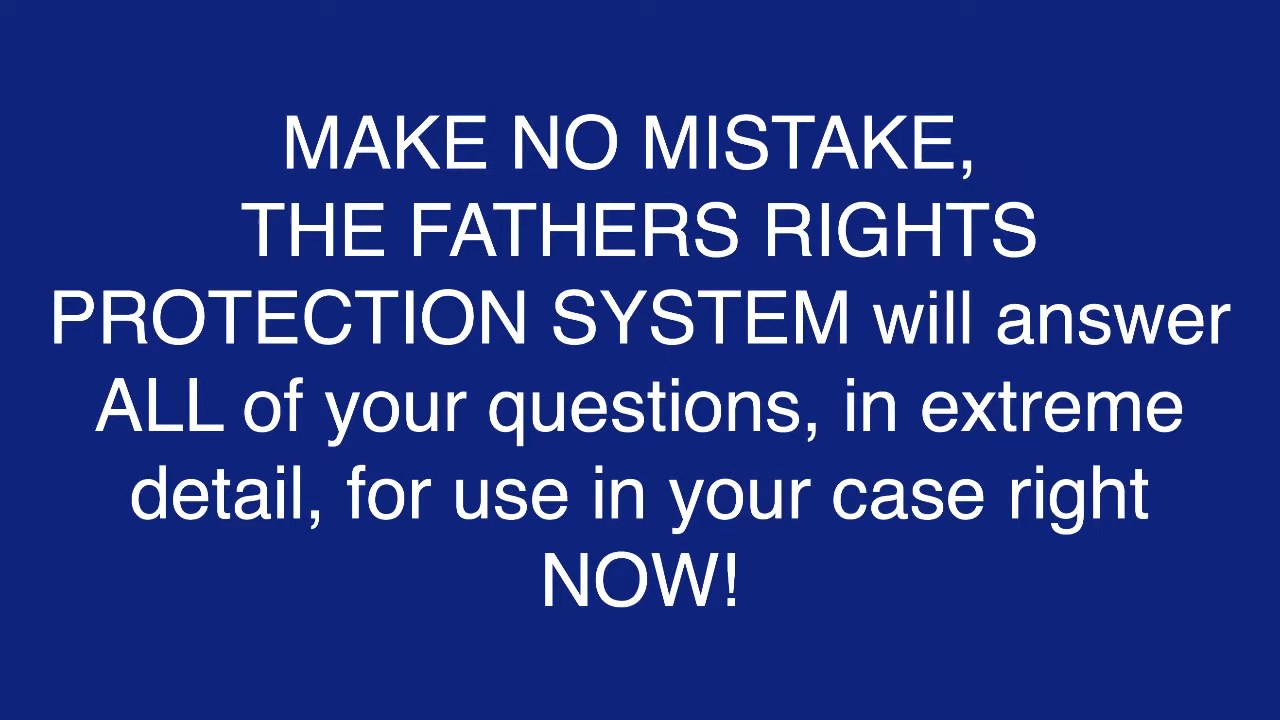 MAKE NO MISTAKE,
THE FATHERS RIGHTS
PROTECTION SYSTEM will answer
ALL of your questions, in extreme
detail, for use in your case right
NOW!